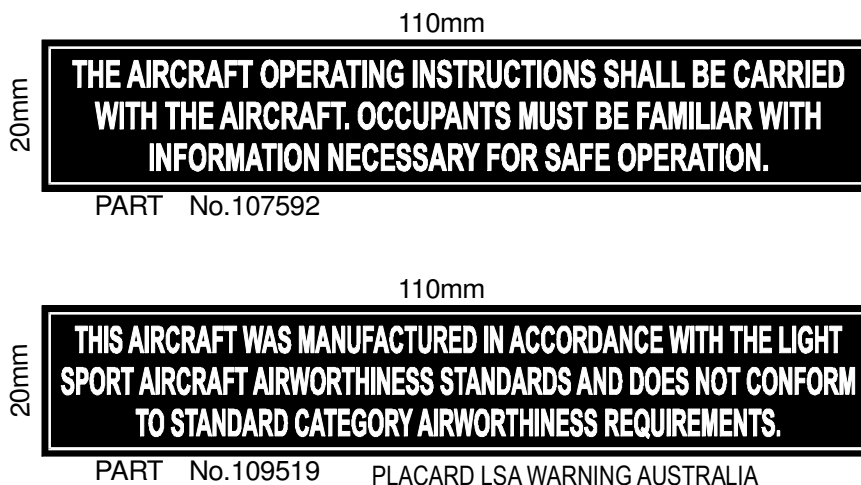 110mm
20mm
THE AIRCRAFT OPERATING INSTRUCTIONS SHALL BE CARRIED
WITH THE AIRCRAFT. OCCUPANTS MUST BE FAMILIAR WITH
INFORMATION NECESSARY FOR SAFE OPERATION.
PART No.107592
110mm
20mm
THIS AIRCRAFT WAS MANUFACTURED IN ACCORDANCE WITH THE LIGHT
SPORT AIRCRAFT AIRWORTHINESS STANDARDS AND DOES NOT CONFORM
TO STANDARD CATEGORY AIRWORTHINESS REQUIREMENTS.
PART No.109519 PLACARD LSA WARNING AUSTRALIA